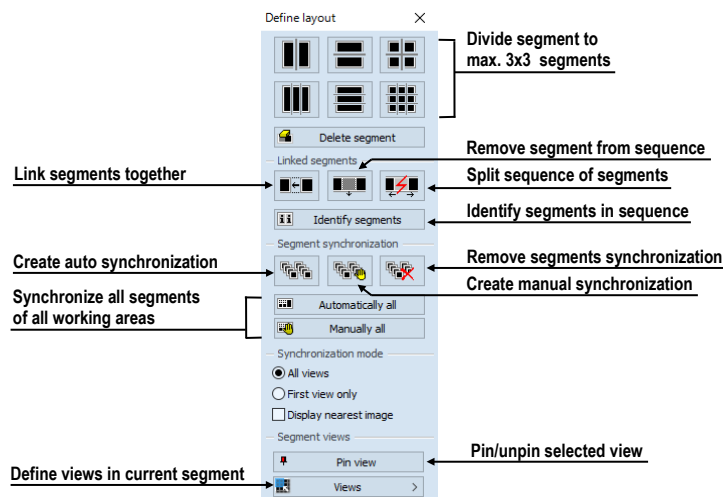 Define layout
Divide segment to
max. 3x3 segments
Delete segment
Linked segments
Remove segment from sequence
Link segments together
Split sequence of segments
Identify segments
Identify segments in sequence
Segment synchronization
Create auto synchronization
Remove segments synchronization
Create manual synchronization
Synchronize all segments
of all working areas
Automatically all
Manually all
Synchronization mode
All views
First view only
Display nearest image
Segment views
Pin view
Pin/unpin selected view
Define views in current segment
Views